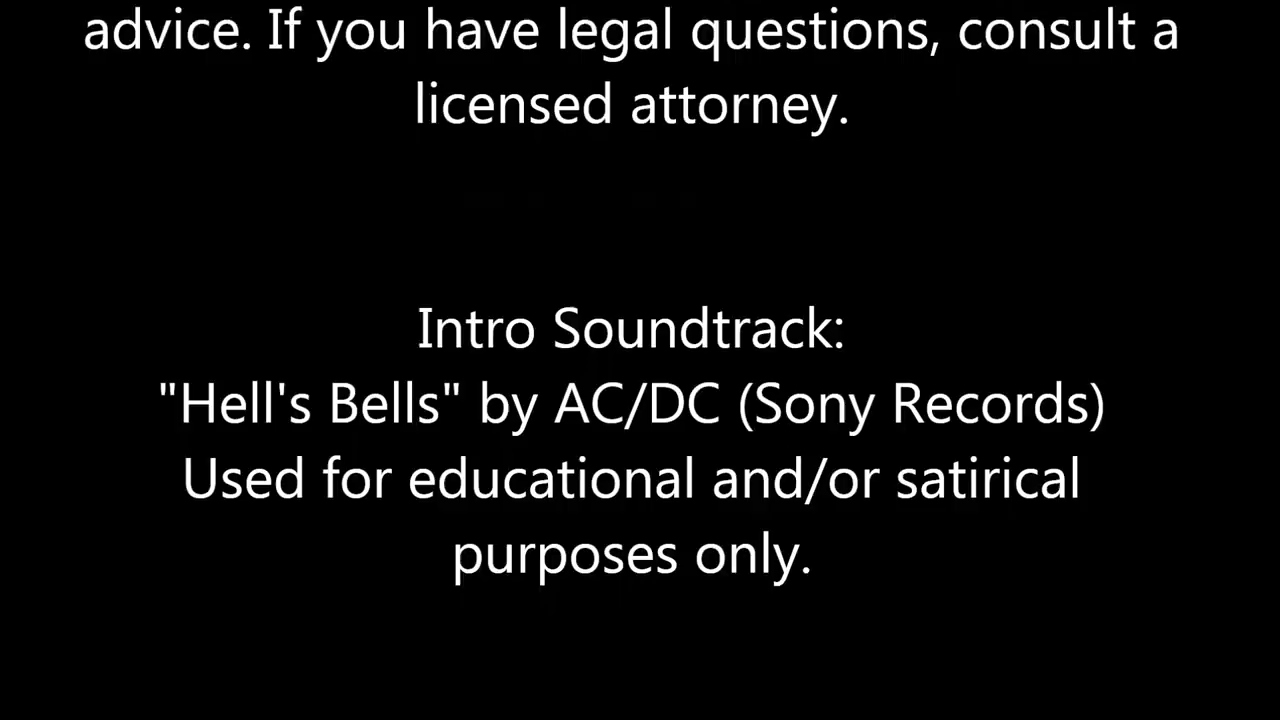 advice. If you have legal questions, consult a
licensed attorney.
Intro Soundtrack:
"Hell's Bells" by AC/DC (Sony Records)
Used for educational and/or satirical
purposes only.